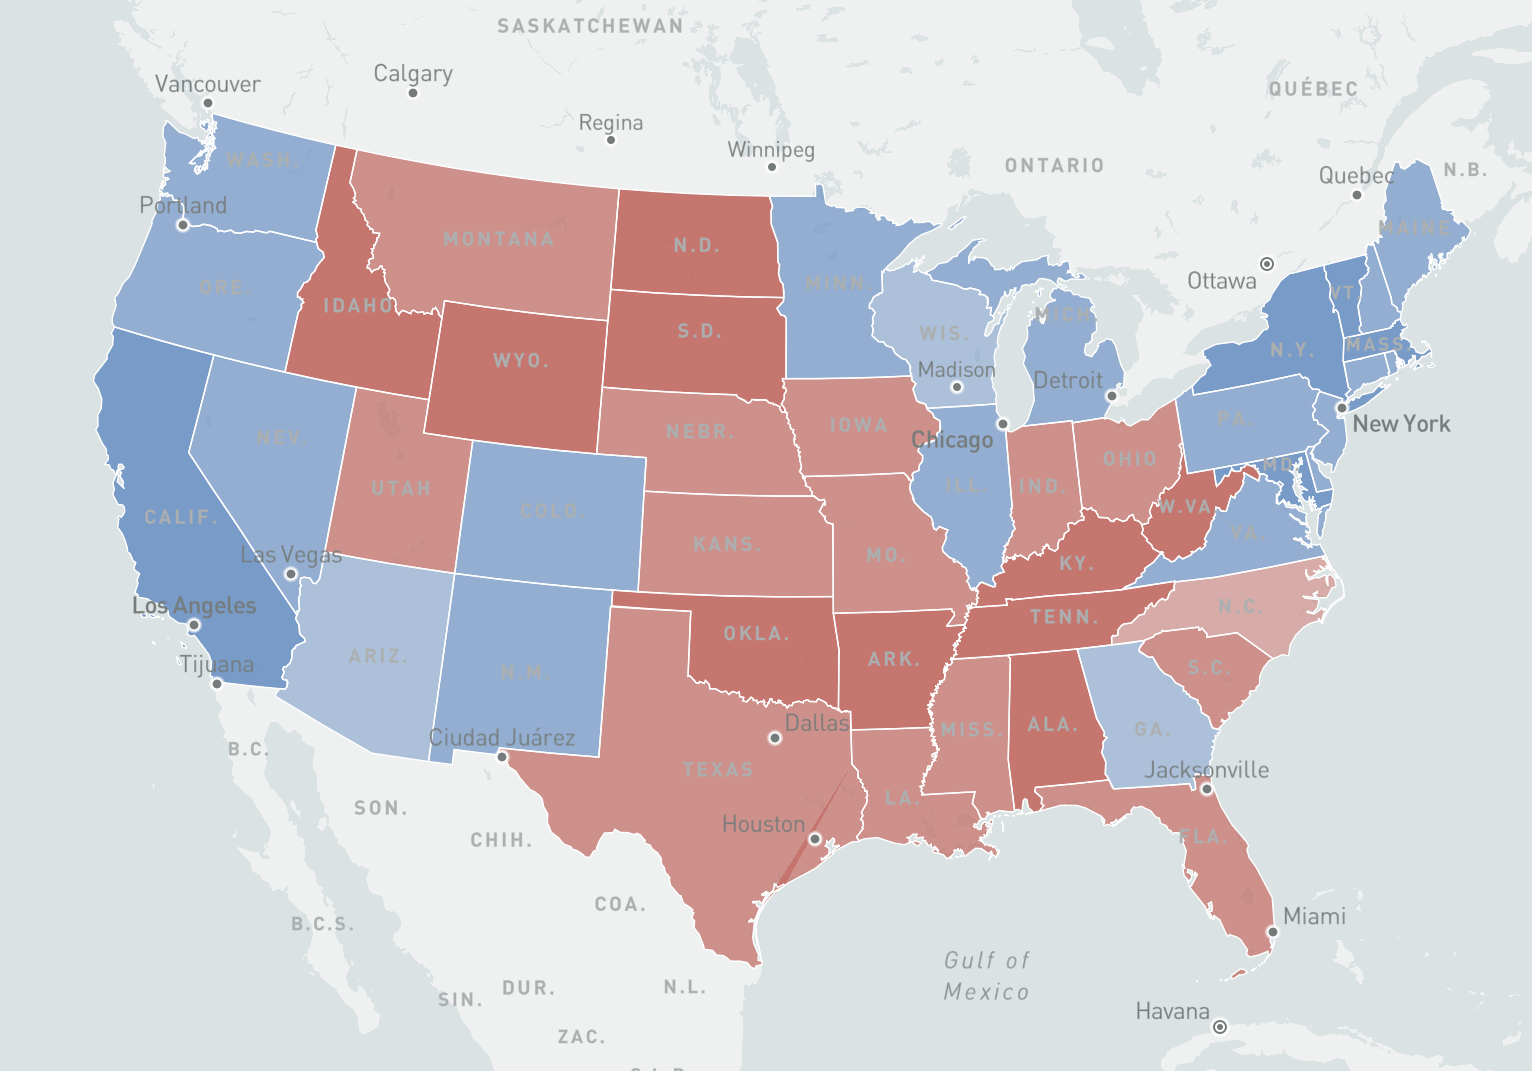 SASKATCHEWAN
Calgary
Vancouver
QUÉBEC
Regina
Winnipeg
ONTARIO
WASH.
N.B.
Quebec
Portland
MAINE
MONTANA
N.D.
Ottawa
ORE.
MINN.
VT.
IDAHO
MICH.
S.D.
WIS.
N.Y.
MASS.
WYO.
Madison
Detroit
NEBR.
IOWA
PA.
New York
NEV.
Chicago
OHIO
MD.
UTAH
ILL.
IND.
CALIF.
COLO.
W.VA.
VA.
KANS.
MO.
Las Vegas
KY.
Los Angeles
N.C.
TENN.
OKLA.
Tijuana
ARIZ.
N.M.
ARK.
S.C.
Dallas
MISS.
ALA.
GA.
Ciudad Juárez
B.C.
TEXAS
Jacksonville
SON.
LA.
Houston
CHIH.
FLA.
COA.
Miami
B.C.S.
Gulf of
Mexico
SIN.
DUR.
N.L.
Havana
ZAC.